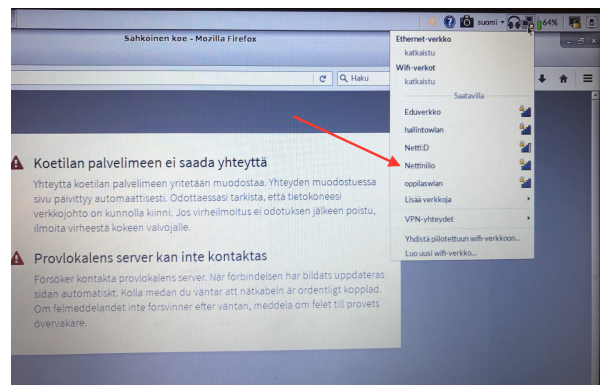 suomi
64%
Sähköinen koe - Mozilla Firefox
Haku
Ethernet-verkko
katkaistu
Wifi-verkot
katkaistu
Saatavilla
Eduverkko
hallintowlan
Netti:D
Nettiniilo
oppilaswlan
Lisää verkkoja
VPN-yhteydet
Yhdistä piilotettuun wifi-verkkoon...
Luo uusi wifi-verkko...
Koetilan palvelimeen ei saada yhteyttä
Yhteyttä koetilan palvelimeen yritetään muodostaa. Yhteyden muodostuessa
sivu päivittyy automaattisesti. Odottaessasi tarkista, että tietokoneesi
verkkojohto on kunnolla kiinni. Jos virheilmoitus ei odotuksen jälkeen poistu,
ilmoita virheestä kokeen valvojalle.
Provlokalens server kan inte kontaktas
Försöker kontakta provlokalens server. När förbindelsen har bildats uppdateras
sidan automatiskt. Kolla medan du väntar att nätkabeln är ordentligt kopplad.
Om felmeddelandet inte försvinner efter väntan, meddela om felet till provets
övervakare.